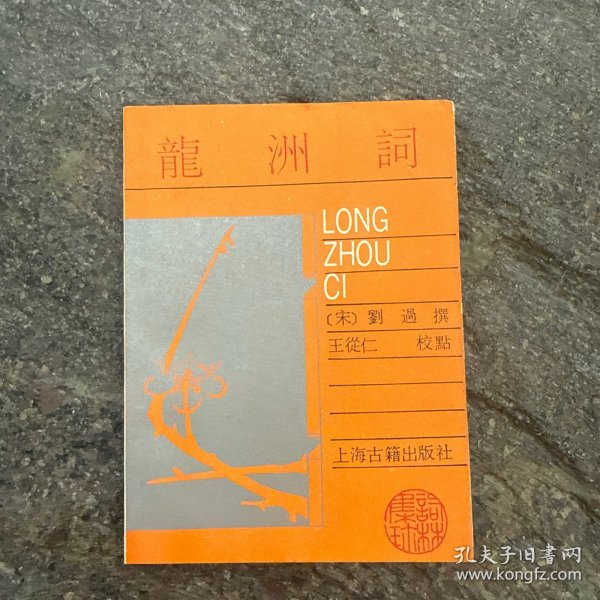 龍洲詞
LONG
ZHOU
CI
〔宋〕劉過撰
王從仁 校點
上海古籍出版社
孔夫子旧书网
www.kongfz.com